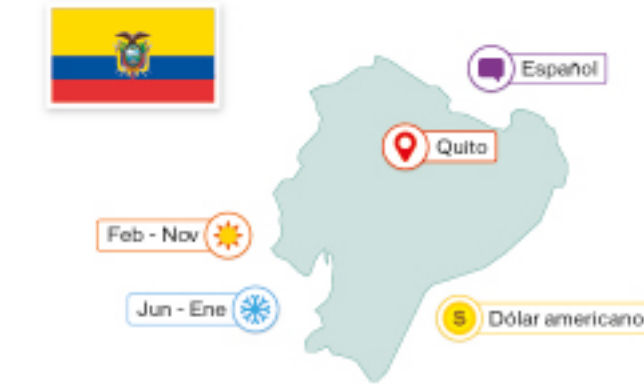 Español
Quito
Feb - Nov
Jun - Ene
$ Dólar americano